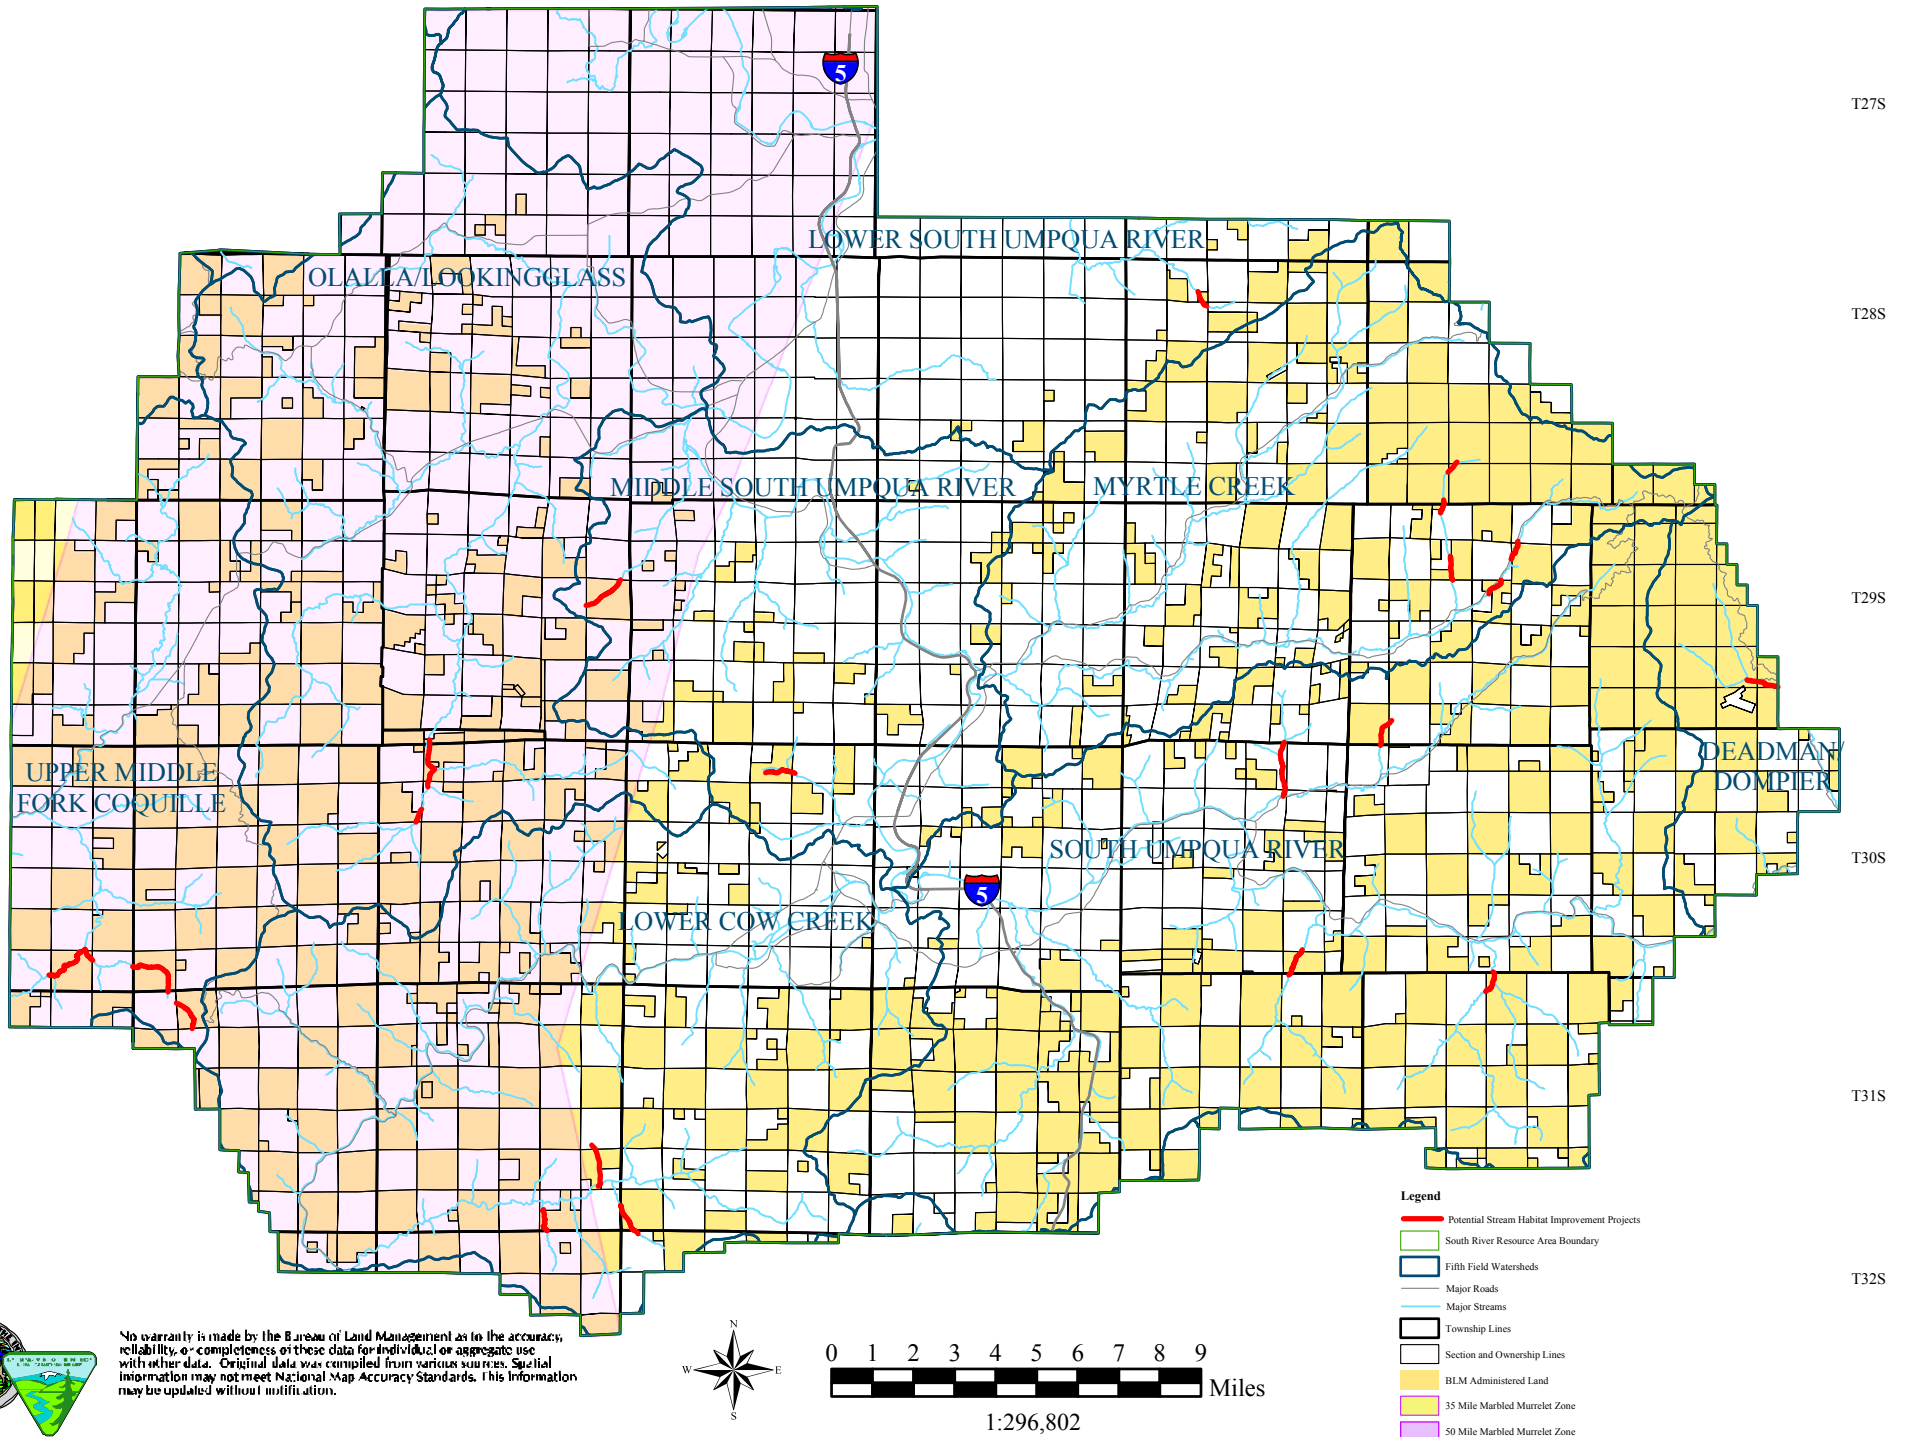 5
T27S
LOWER SOUTH UMPQUA RIVER
OLALLA/LOOKINGGLASS
T28S
MIDDLE SOUTH UMPQUA RIVER
MYRTLE CREEK
T29S
UPPER MIDDLE
FORK COQUILLE
DEADMAN/
DOMPIER
SOUTH UMPQUA RIVER
T30S
5
LOWER COW CREEK
T31S
T32S
Legend
Potential Stream Habitat Improvement Projects
South River Resource Area Boundary
Fifth Field Watersheds
Major Roads
Major Streams
Township Lines
Section and Ownership Lines
BLM Administered Land
35 Mile Marbled Murrelet Zone
50 Mile Marbled Murrelet Zone
No warranty is made by the Bureau of Land Management as to the accuracy,
reliability, or completeness of these data for individual or aggregate use
with other data. Original data was compiled from various sources. Spatial
information may not meet National Map Accuracy Standards. This information
may be updated without notification.
N
W E
S
0 1 2 3 4 5 6 7 8 9
Miles
1:296,802